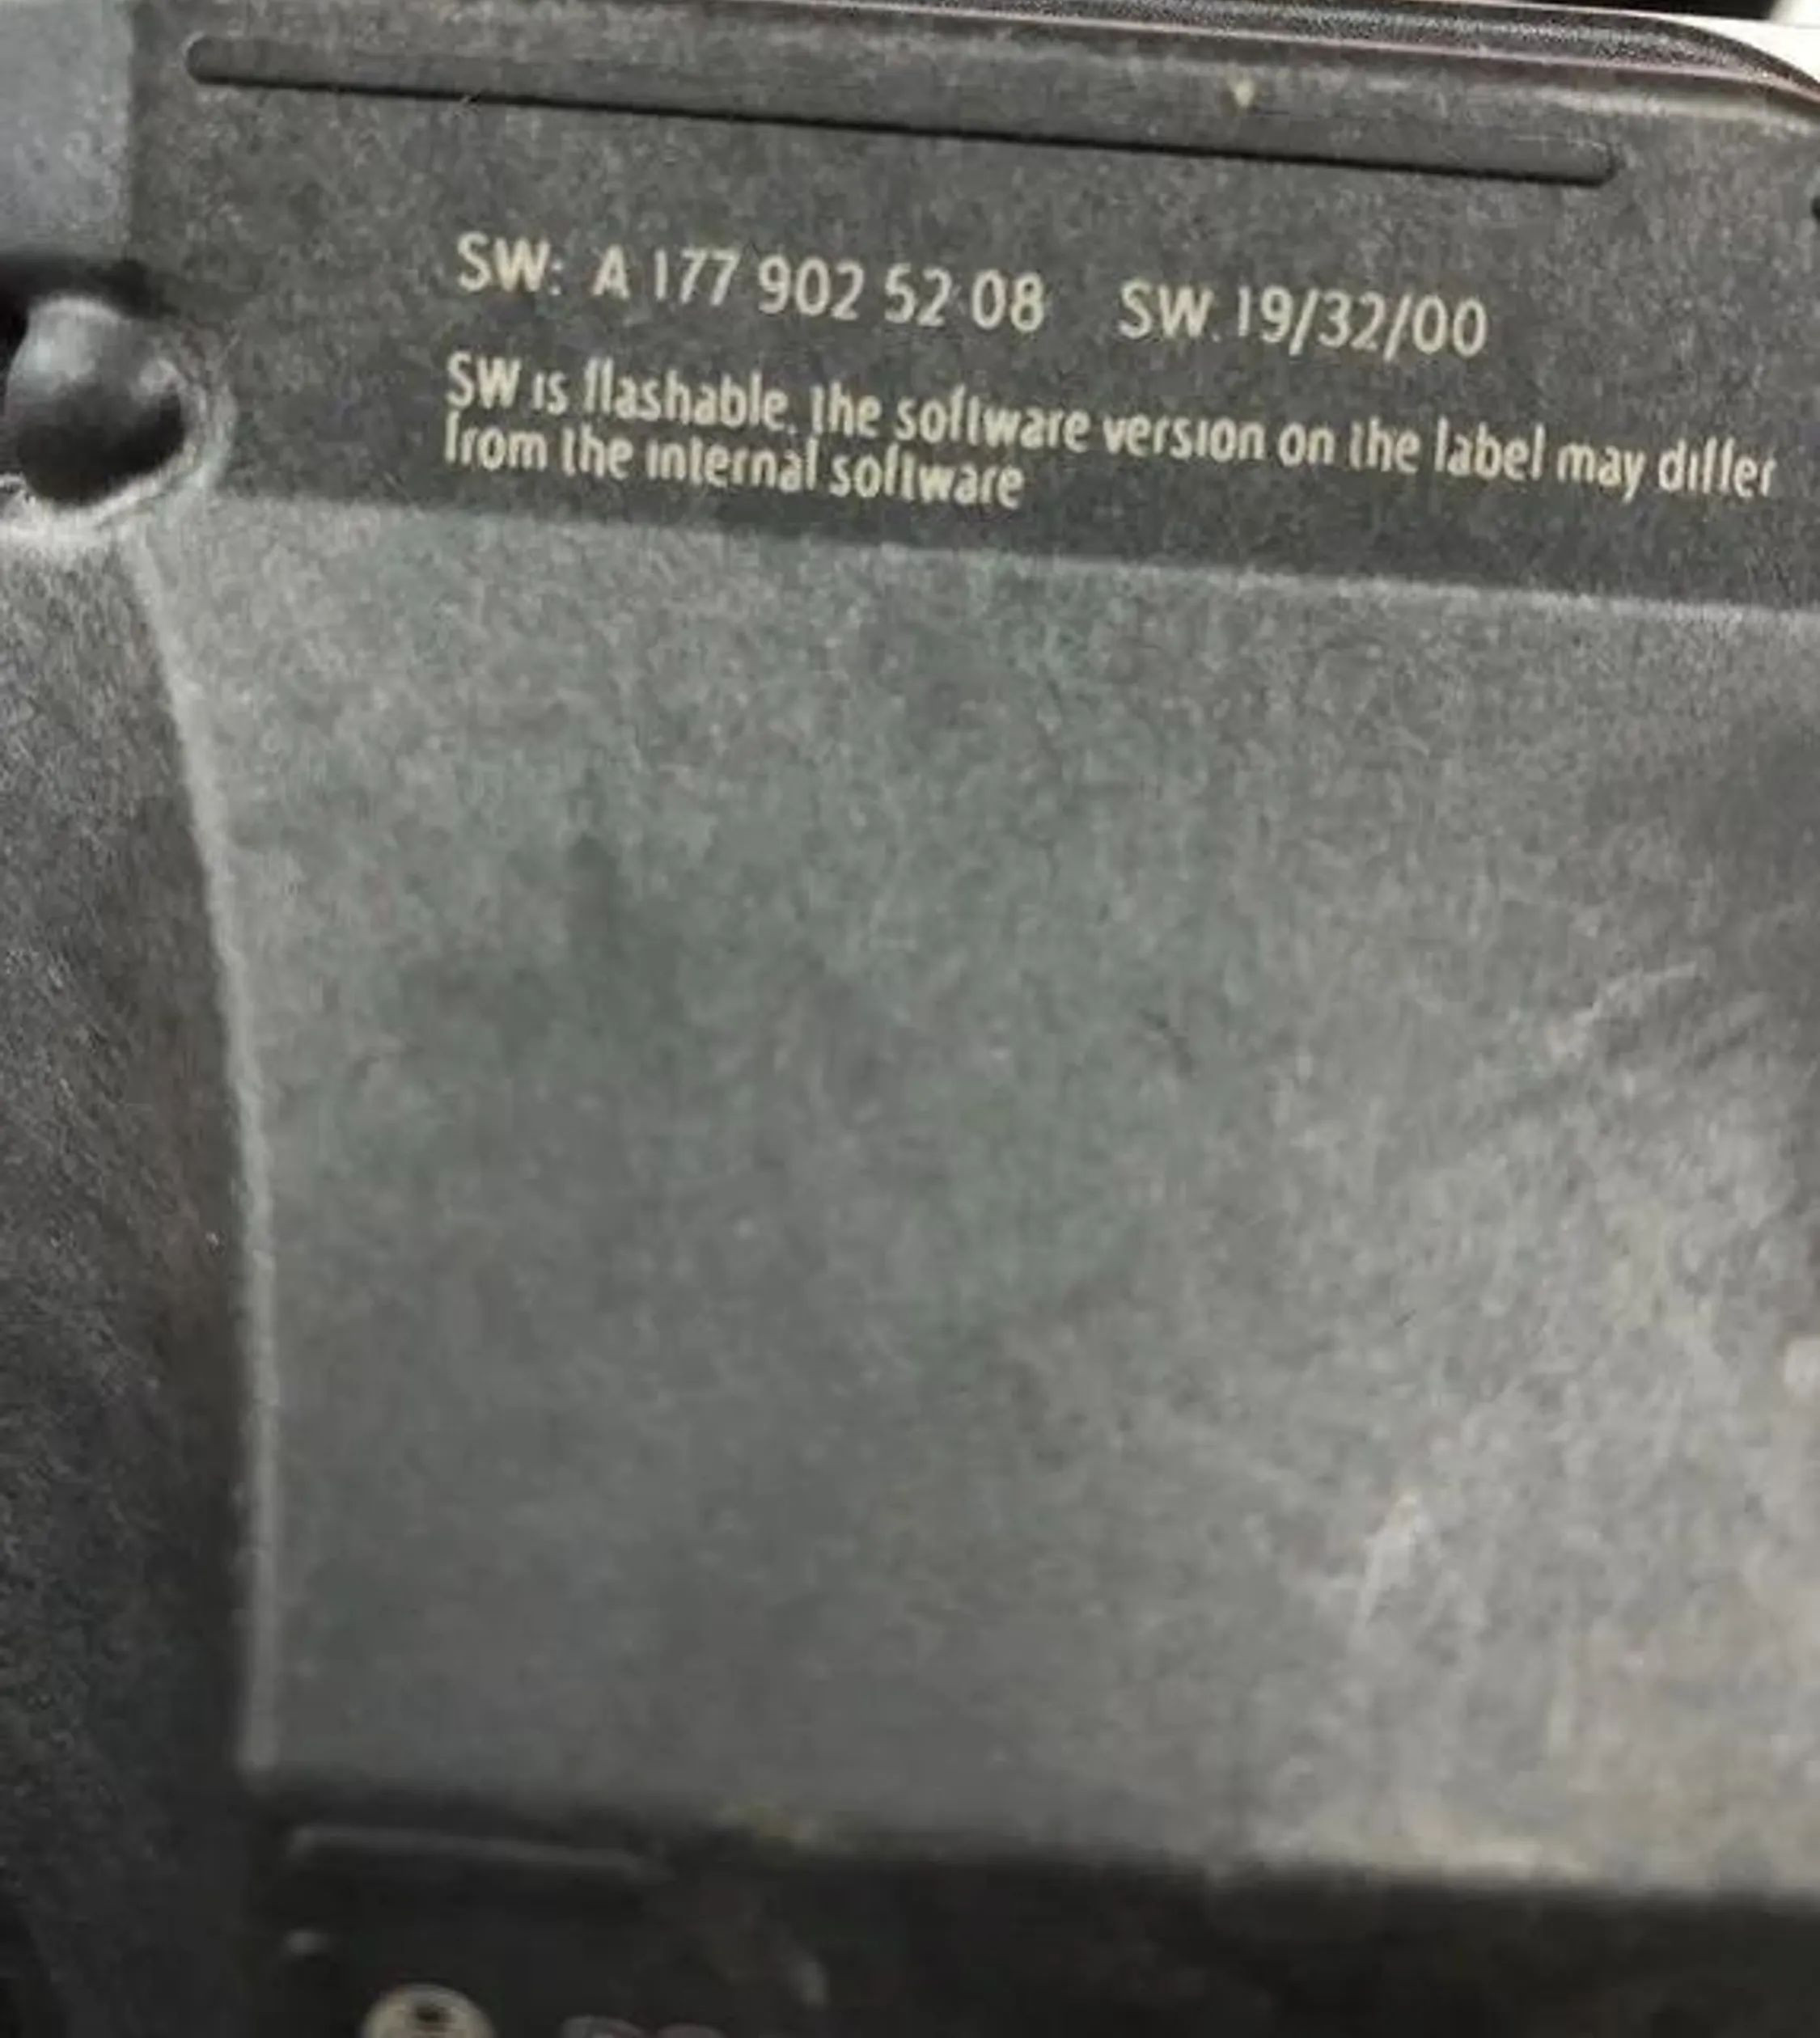 SW: A 177 902 52 08 SW 19/32/00
SW is flashable. the software version on the label may differ
from the internal software